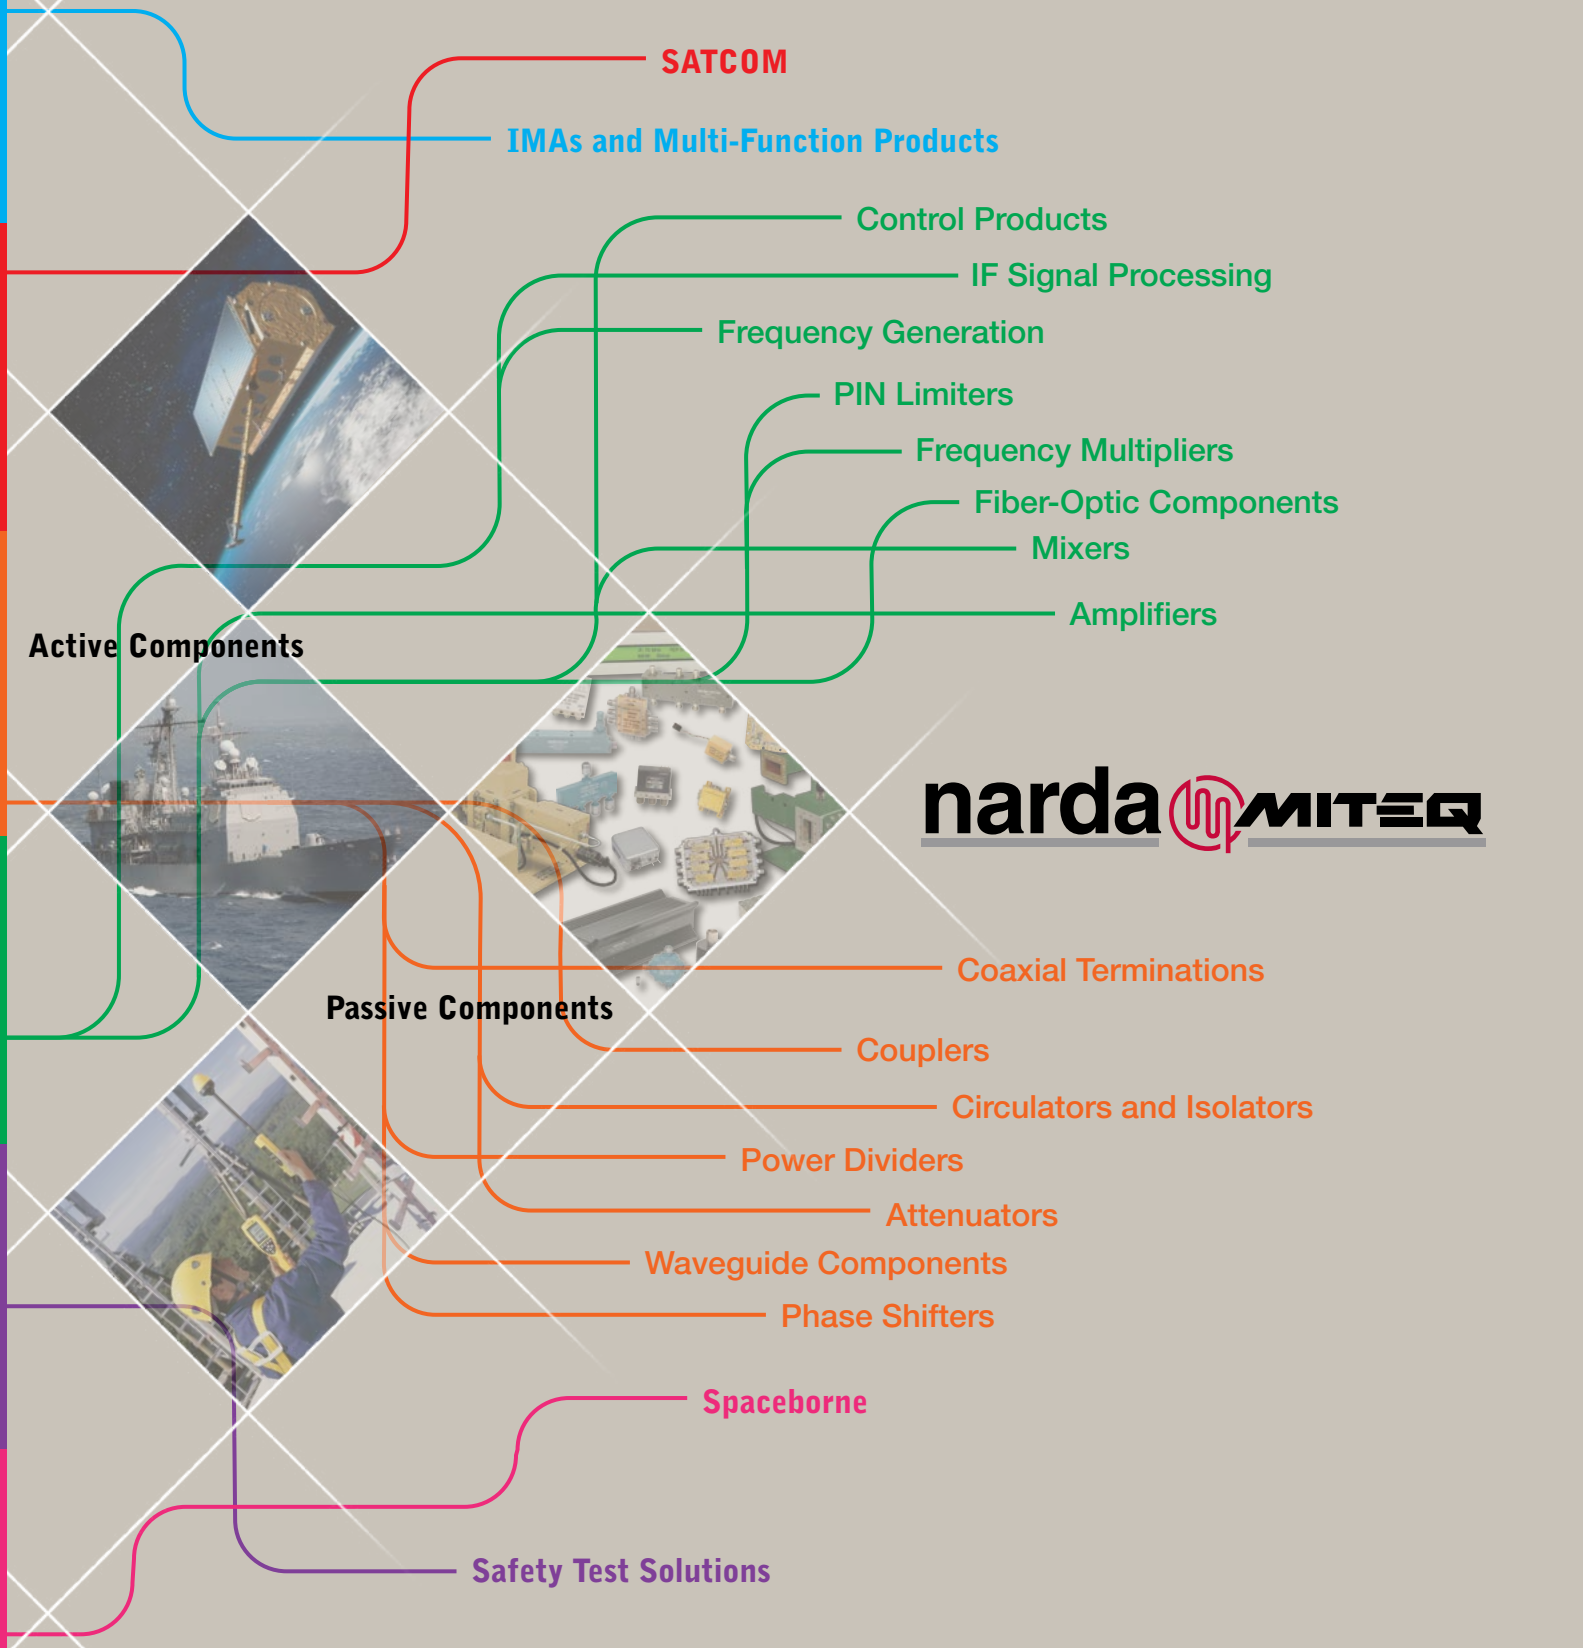 SATCOM
IMAs and Multi-Function Products
Control Products
IF Signal Processing
Frequency Generation
PIN Limiters
Frequency Multipliers
Fiber-Optic Components
Mixers
Amplifiers
Active Components
narda MITEQ
Coaxial Terminations
Passive Components
Couplers
Circulators and Isolators
Power Dividers
Attenuators
Waveguide Components
Phase Shifters
Spaceborne
Safety Test Solutions